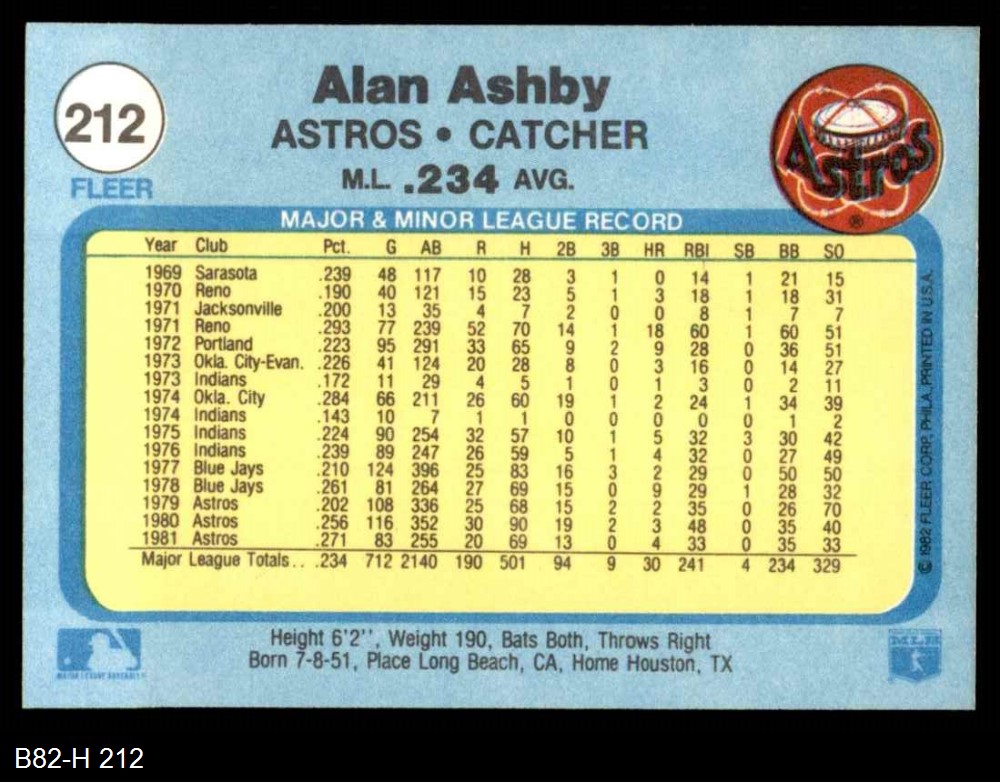 212
FLEER
Alan Ashby
ASTROS • CATCHER
M.L. .234 AVG.
Astros
®
MAJOR & MINOR LEAGUE RECORD
Year Club Pct. G AB R H 2B 3B HR RBI SB BB SO
1969 Sarasota .239 48 117 10 28 3 1 0 14 1 21 15
1970 Reno .190 40 121 15 23 5 1 3 18 1 18 31
1971 Jacksonville .200 13 35 4 7 2 0 0 8 1 7 7
1971 Reno .293 77 239 52 70 14 1 18 60 1 60 51
1972 Portland .223 95 291 33 65 9 2 9 28 0 36 51
1973 Okla. City-Evan. .226 41 124 20 28 8 0 3 16 0 14 27
1973 Indians .172 11 29 4 5 1 0 1 3 0 2 11
1974 Okla. City .284 66 211 26 60 19 1 2 24 1 34 39
1974 Indians .143 10 7 1 1 0 0 0 0 0 1 2
1975 Indians .224 90 254 32 57 10 1 5 32 3 30 42
1976 Indians .239 89 247 26 59 5 1 4 32 0 27 49
1977 Blue Jays .210 124 396 25 83 16 3 2 29 0 50 50
1978 Blue Jays .261 81 264 27 69 15 0 9 29 1 28 32
1979 Astros .202 108 336 25 68 15 2 2 35 0 26 70
1980 Astros .256 116 352 30 90 19 2 3 48 0 35 40
1981 Astros .271 83 255 20 69 13 0 4 33 0 35 33
Major League Totals... .234 712 2140 190 501 94 9 30 241 4 234 329
© 1982 FLEER CORP. PHILA. PRINTED IN U.S.A.
Height 6'2'', Weight 190, Bats Both, Throws Right
Born 7-8-51, Place Long Beach, CA, Home Houston, TX
MAJOR LEAGUE BASEBALL
MLB
B82-H 212